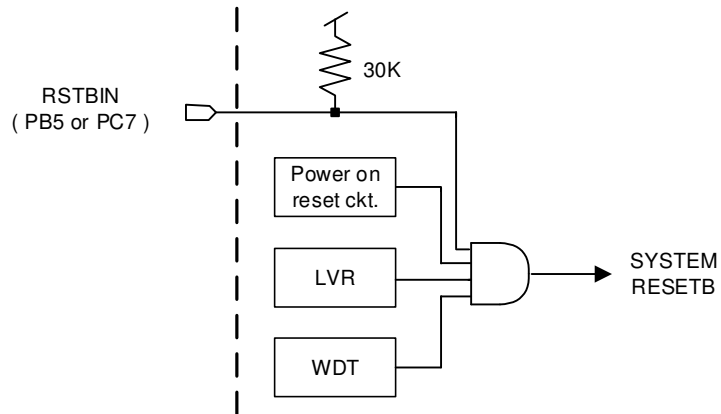 30K
RSTBIN
( PB5 or PC7 )
Power on
reset ckt.
LVR
SYSTEM
RESETB
WDT